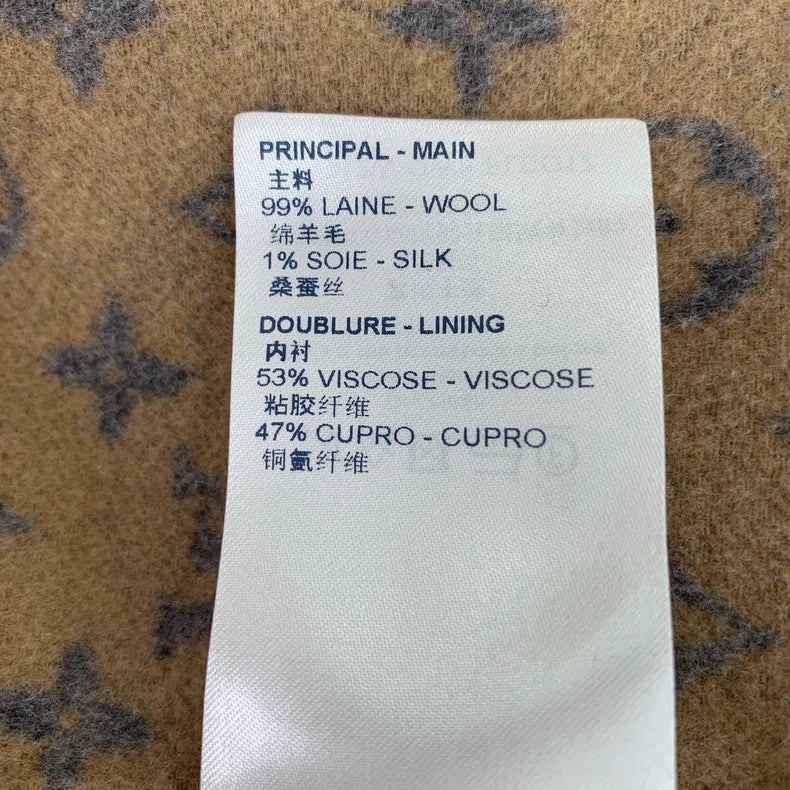 PRINCIPAL - MAIN
主料
99% LAINE - WOOL
绵羊毛
1% SOIE - SILK
桑蚕丝
DOUBLURE - LINING
内衬
53% VISCOSE - VISCOSE
粘胶纤维
47% CUPRO - CUPRO
铜氨纤维